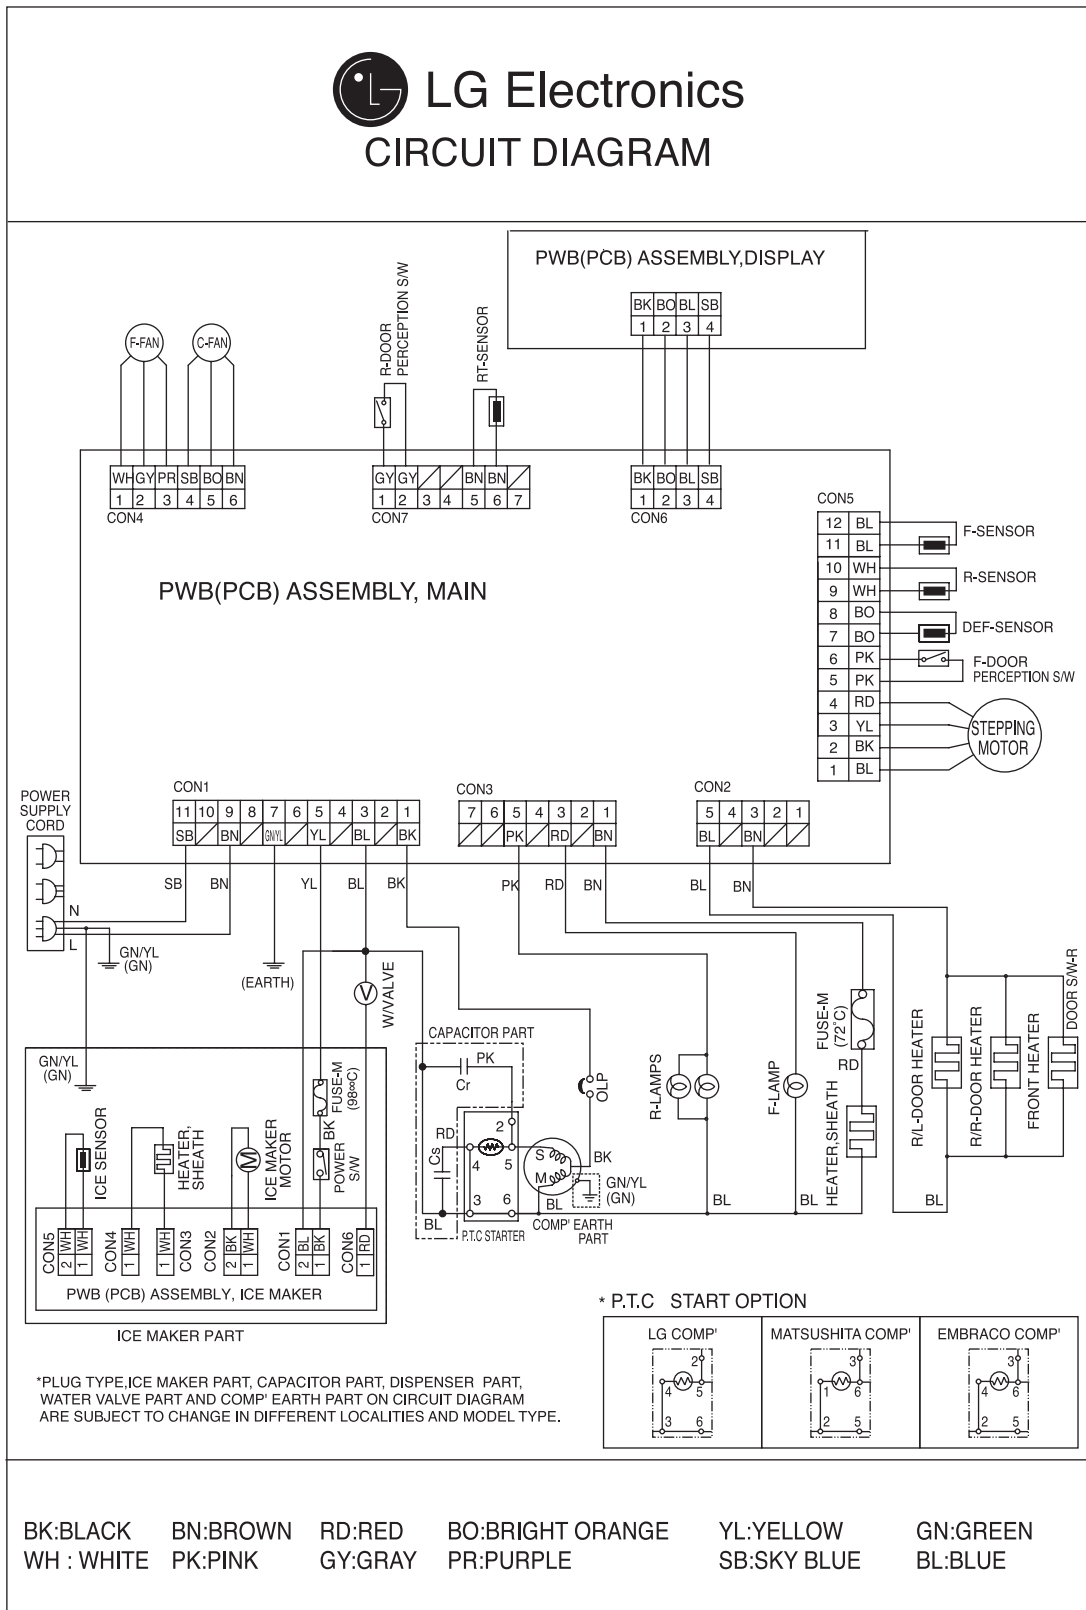 LG Electronics
CIRCUIT DIAGRAM
PWB(PCB) ASSEMBLY,DISPLAY
BK BO BL SB
1 2 3 4
F-FAN
C-FAN
R-DOOR
PERCEPTION S/W
RT-SENSOR
WH GY PR SB BO BN
1 2 3 4 5 6
CON4
GY GY BN BN
1 2 3 4 5 6 7
CON7
BK BO BL SB
1 2 3 4
CON6
CON5
12 BL
11 BL
10 WH
9 WH
8 BO
7 BO
6 PK
5 PK
4 RD
3 YL
2 BK
1 BL
F-SENSOR
R-SENSOR
DEF-SENSOR
F-DOOR
PERCEPTION S/W
STEPPING
MOTOR
PWB(PCB) ASSEMBLY, MAIN
POWER
SUPPLY
CORD
CON1
11 10 9 8 7 6 5 4 3 2 1
SB BN GN/YL YL BL BK
CON3
7 6 5 4 3 2 1
PK RD BN
CON2
5 4 3 2 1
BL BN
SB BN YL BL BK PK RD BN BL BN
N
L
GN/YL
(GN)
(EARTH)
W/VALVE
V
CAPACITOR PART
PK
Cr
RD
Cs
2
4 5
3 6
BL
P.T.C STARTER
S
M
BL
COMP' EARTH
PART
OLP
BK
GN/YL
(GN)
R-LAMPS
BL
F-LAMP
BL
FUSE-M
(72°C)
RD
HEATER,SHEATH
R/L-DOOR HEATER
R/R-DOOR HEATER
FRONT HEATER
DOOR S/W-R
BL
GN/YL
(GN)
ICE SENSOR
HEATER,
SHEATH
M
ICE MAKER
MOTOR
FUSE-M
(98∞C)
BK
POWER
S/W
CON5
2 WH
1 WH
CON4
1 WH
1 WH
CON3
CON2
2 BK
1 WH
CON1
2 BL
1 BK
CON6
1 RD
PWB (PCB) ASSEMBLY, ICE MAKER
ICE MAKER PART
* P.T.C START OPTION
LG COMP'
2
4 5
3 6
MATSUSHITA COMP'
3
1 6
2 5
EMBRACO COMP'
3
4 6
2 5
*PLUG TYPE,ICE MAKER PART, CAPACITOR PART, DISPENSER PART,
WATER VALVE PART AND COMP' EARTH PART ON CIRCUIT DIAGRAM
ARE SUBJECT TO CHANGE IN DIFFERENT LOCALITIES AND MODEL TYPE.
BK:BLACK BN:BROWN RD:RED BO:BRIGHT ORANGE YL:YELLOW GN:GREEN
WH : WHITE PK:PINK GY:GRAY PR:PURPLE SB:SKY BLUE BL:BLUE